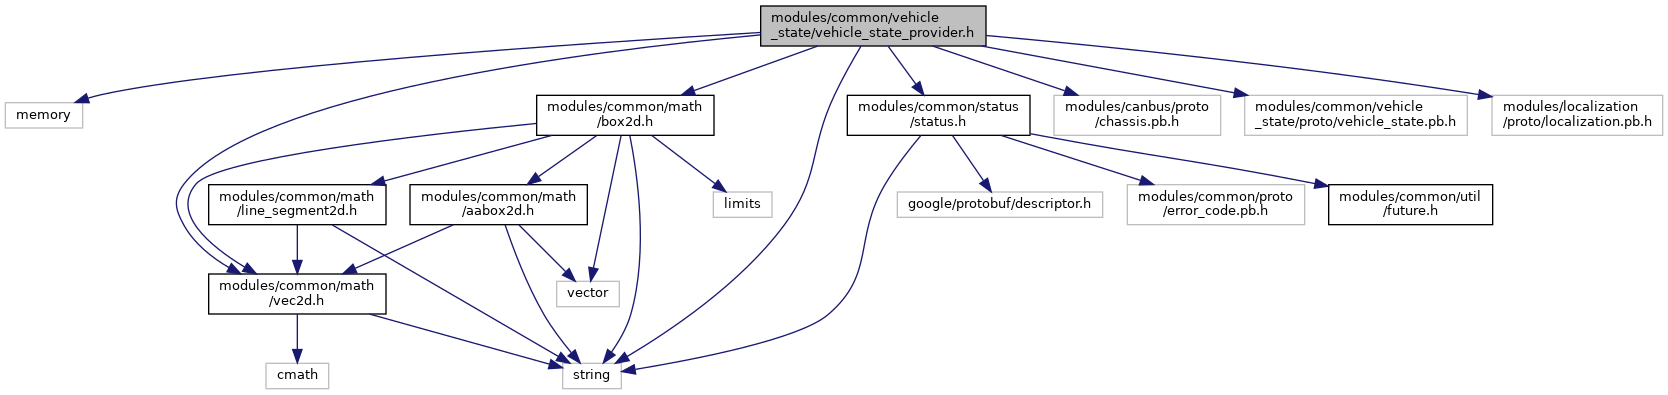 modules/common/vehicle
_state/vehicle_state_provider.h
memory
modules/common/math
/box2d.h
modules/common/status
/status.h
modules/canbus/proto
/chassis.pb.h
modules/common/vehicle
_state/proto/vehicle_state.pb.h
modules/localization
/proto/localization.pb.h
modules/common/math
/line_segment2d.h
modules/common/math
/aabox2d.h
limits
google/protobuf/descriptor.h
modules/common/proto
/error_code.pb.h
modules/common/util
/future.h
modules/common/math
/vec2d.h
vector
cmath
string